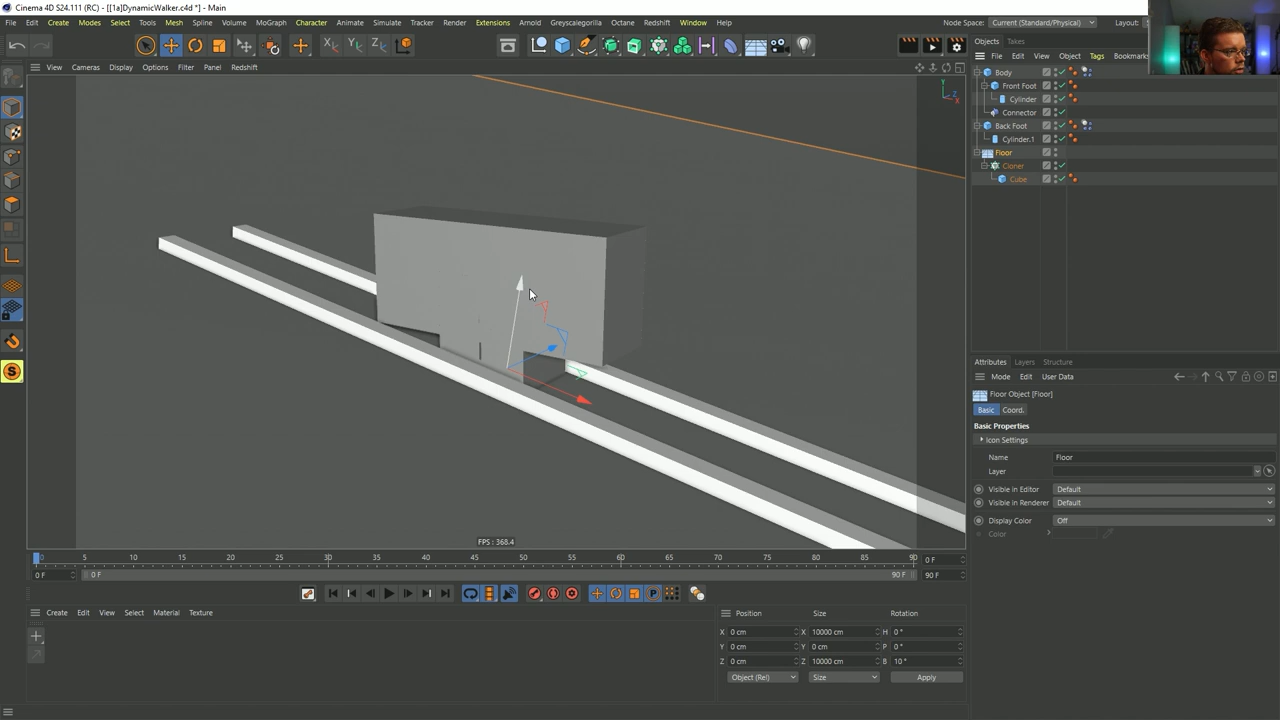 Cinema 4D S24.111 (RC) - [[1a]DynamicWalker.c4d *] - Main
File Create Modes Select Tools Mesh Spline Volume MoGraph Character Animate Simulate Tracker Render Extensions Arnold Greyscalegorilla Octane Redshift Window Help
Node Space: Current (Standard/Physical) Layout:
View Cameras Display Options Filter Panel Redshift
Y
Z
X
FPS : 368.4
0 5 10 15 20 25 30 35 40 45 50 55 60 65 70 75 80 85 90
0 F
0 F 0 F 90 F 90 F
Create Edit View Select Material Texture
Position Size Rotation
X 0 cm X 10000 cm H 0 °
Y 0 cm Y 0 cm P 0 °
Z 0 cm Z 10000 cm B 10 °
Object (Rel) Size Apply
Objects Takes
File Edit View Object Tags Bookmarks
Body
Front Foot
Cylinder
Connector
Back Foot
Cylinder.1
Floor
Cloner
Cube
Attributes Layers Structure
Mode Edit User Data
Floor Object [Floor]
Basic Coord.
Basic Properties
Icon Settings
Name Floor
Layer
Visible in Editor Default
Visible in Renderer Default
Display Color Off
Color